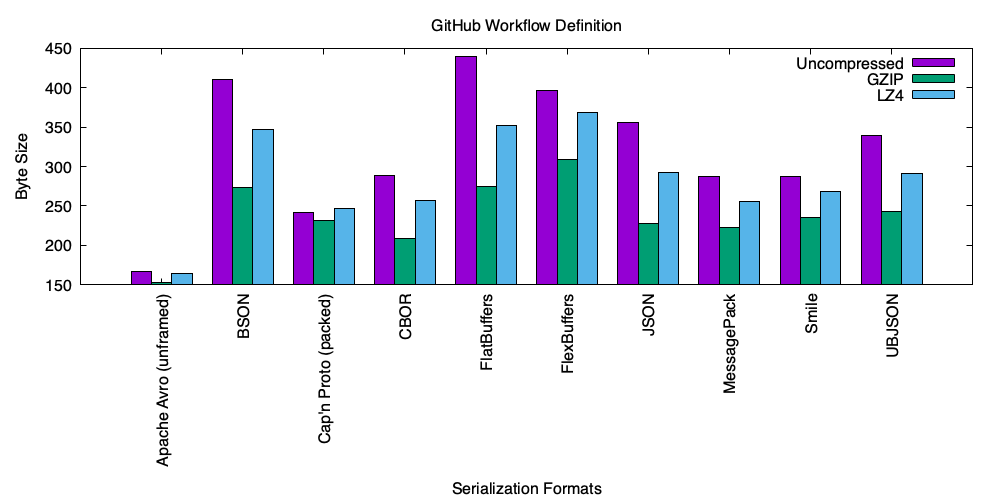 GitHub Workflow Definition
Uncompressed
GZIP
LZ4
Byte Size
450
400
350
300
250
200
150
Apache Avro (unframed)
BSON
Cap'n Proto (packed)
CBOR
FlatBuffers
FlexBuffers
JSON
MessagePack
Smile
UBJSON
Serialization Formats